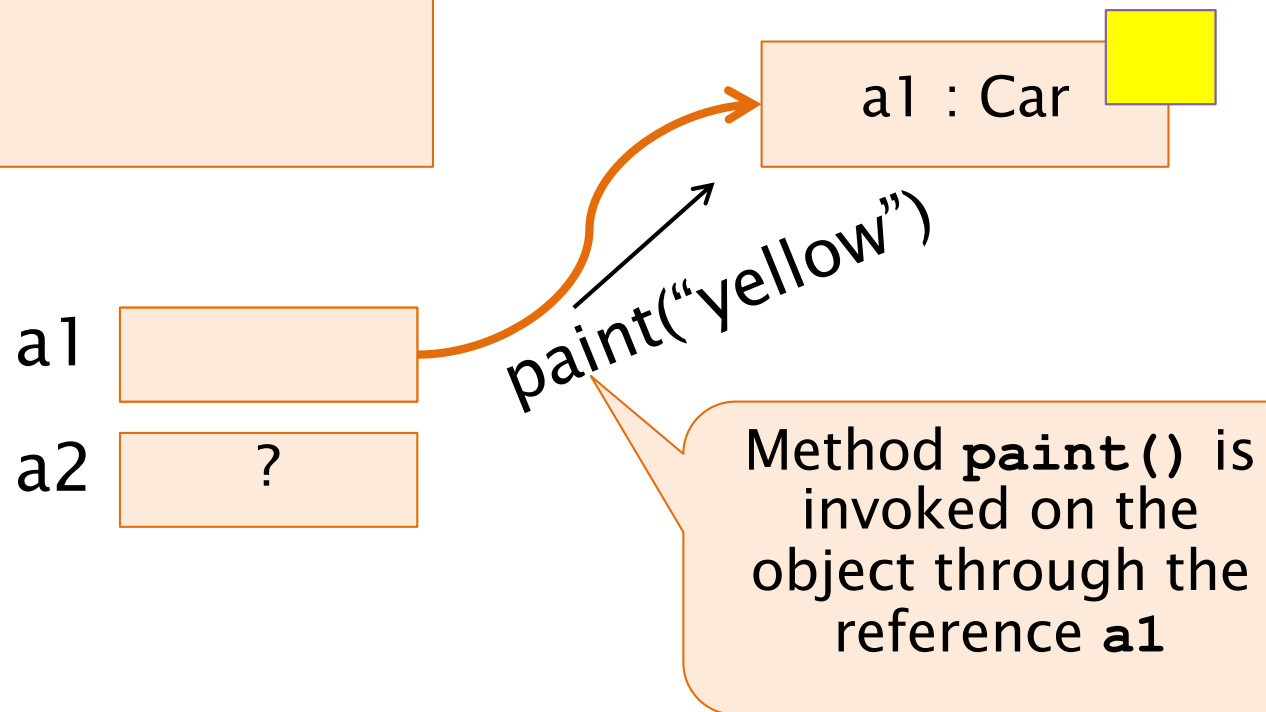 a1 : Car
paint(“yellow”)
a1
a2
?
Method paint() is
invoked on the
object through the
reference a1